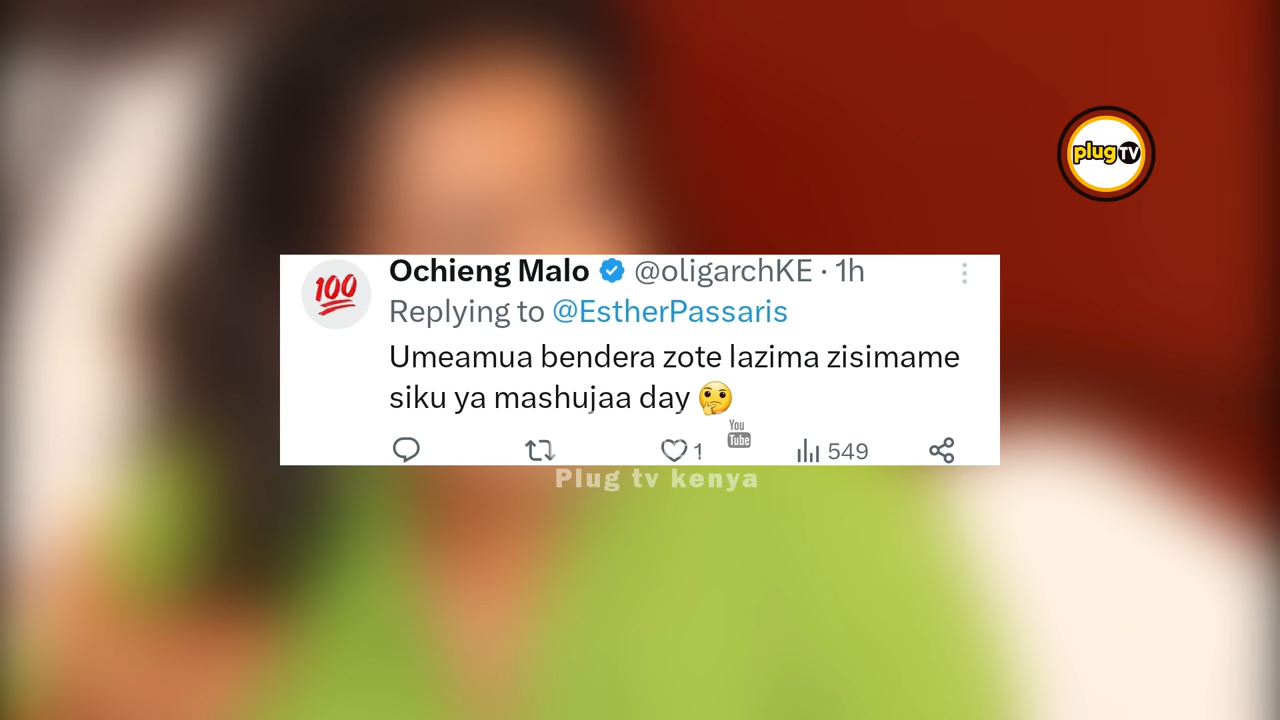 plug TV
Ochieng Malo @oligarchKE · 1h
Replying to @EstherPassaris
Umeamua bendera zote lazima zisimame
siku ya mashujaa day 🤔
You
Tube
1
549
Plug tv kenya